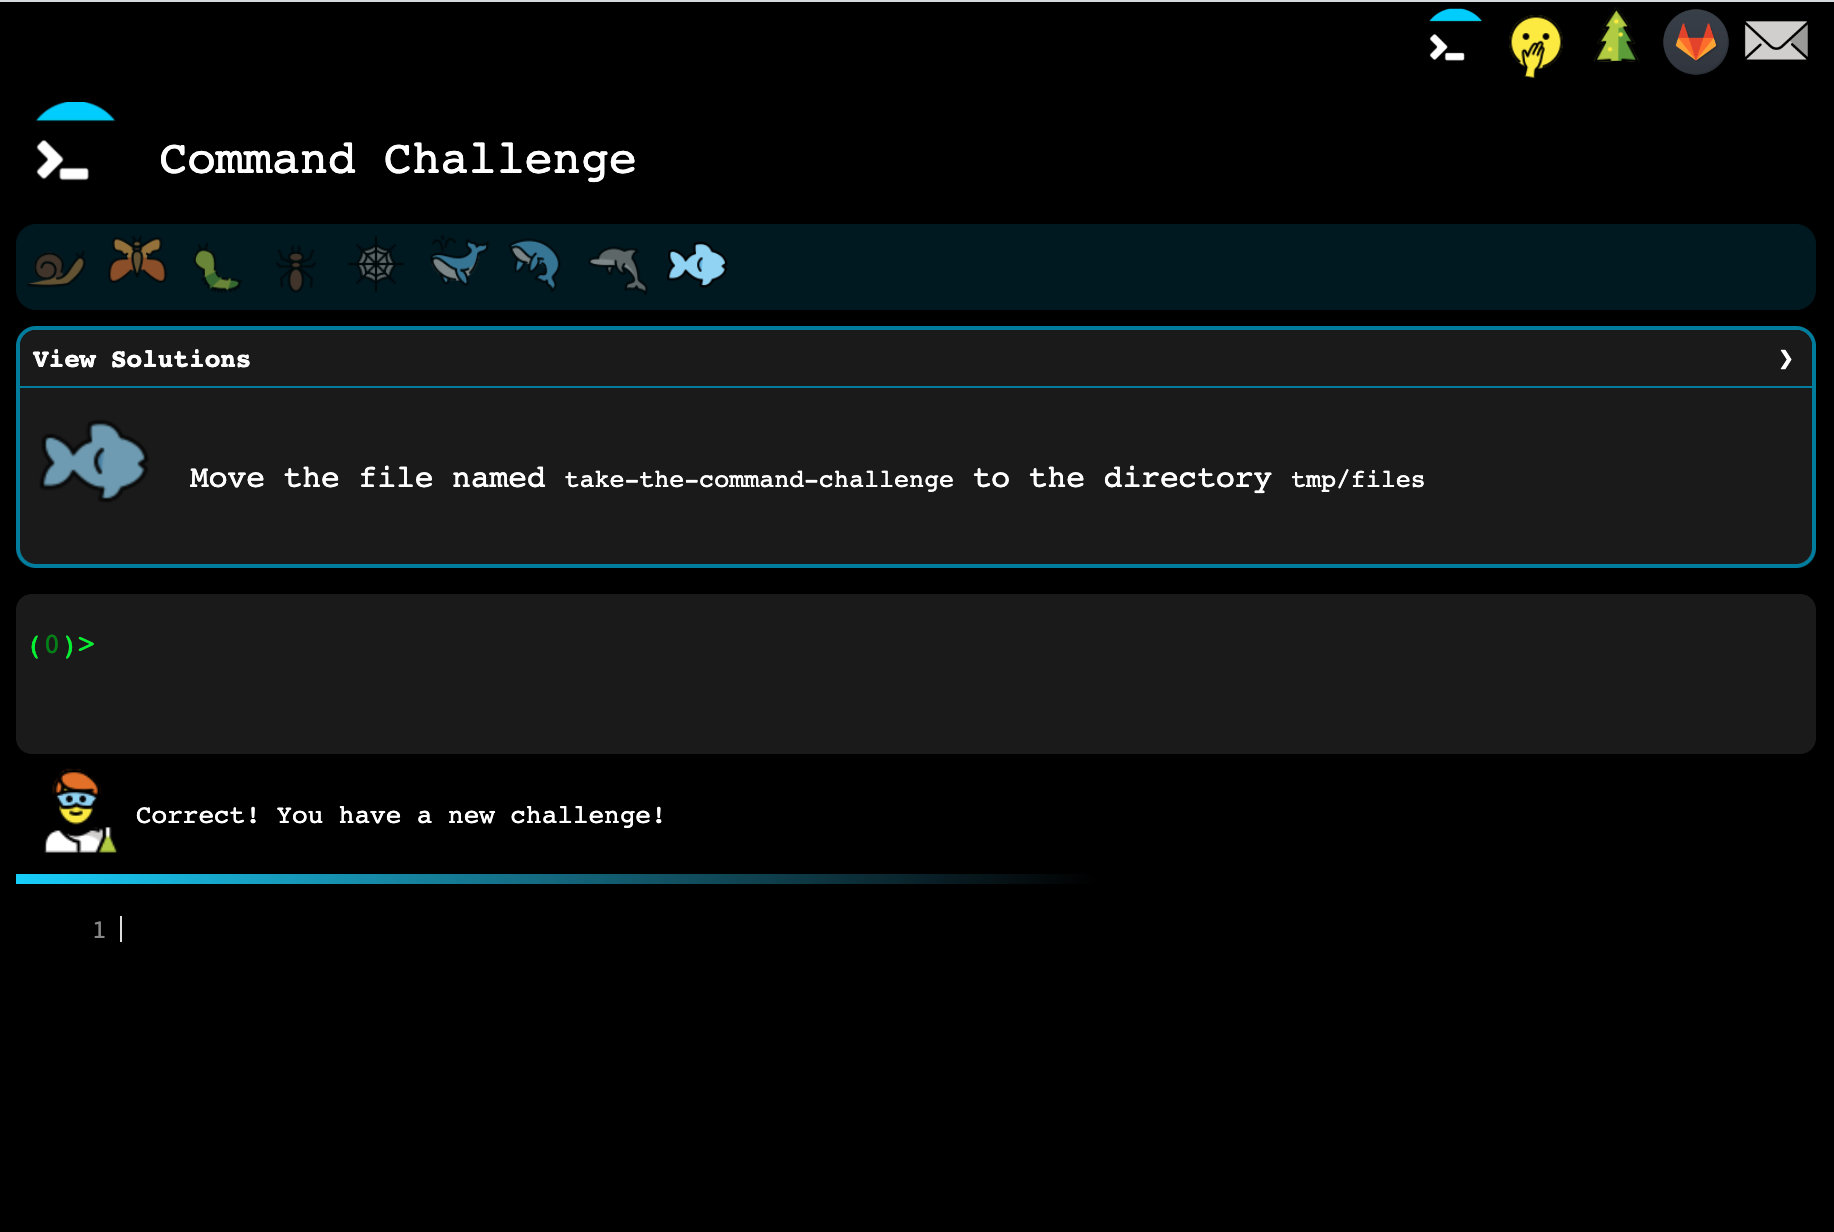 Command Challenge
View Solutions
Move the file named take-the-command-challenge to the directory tmp/files
(0)>
Correct! You have a new challenge!
1